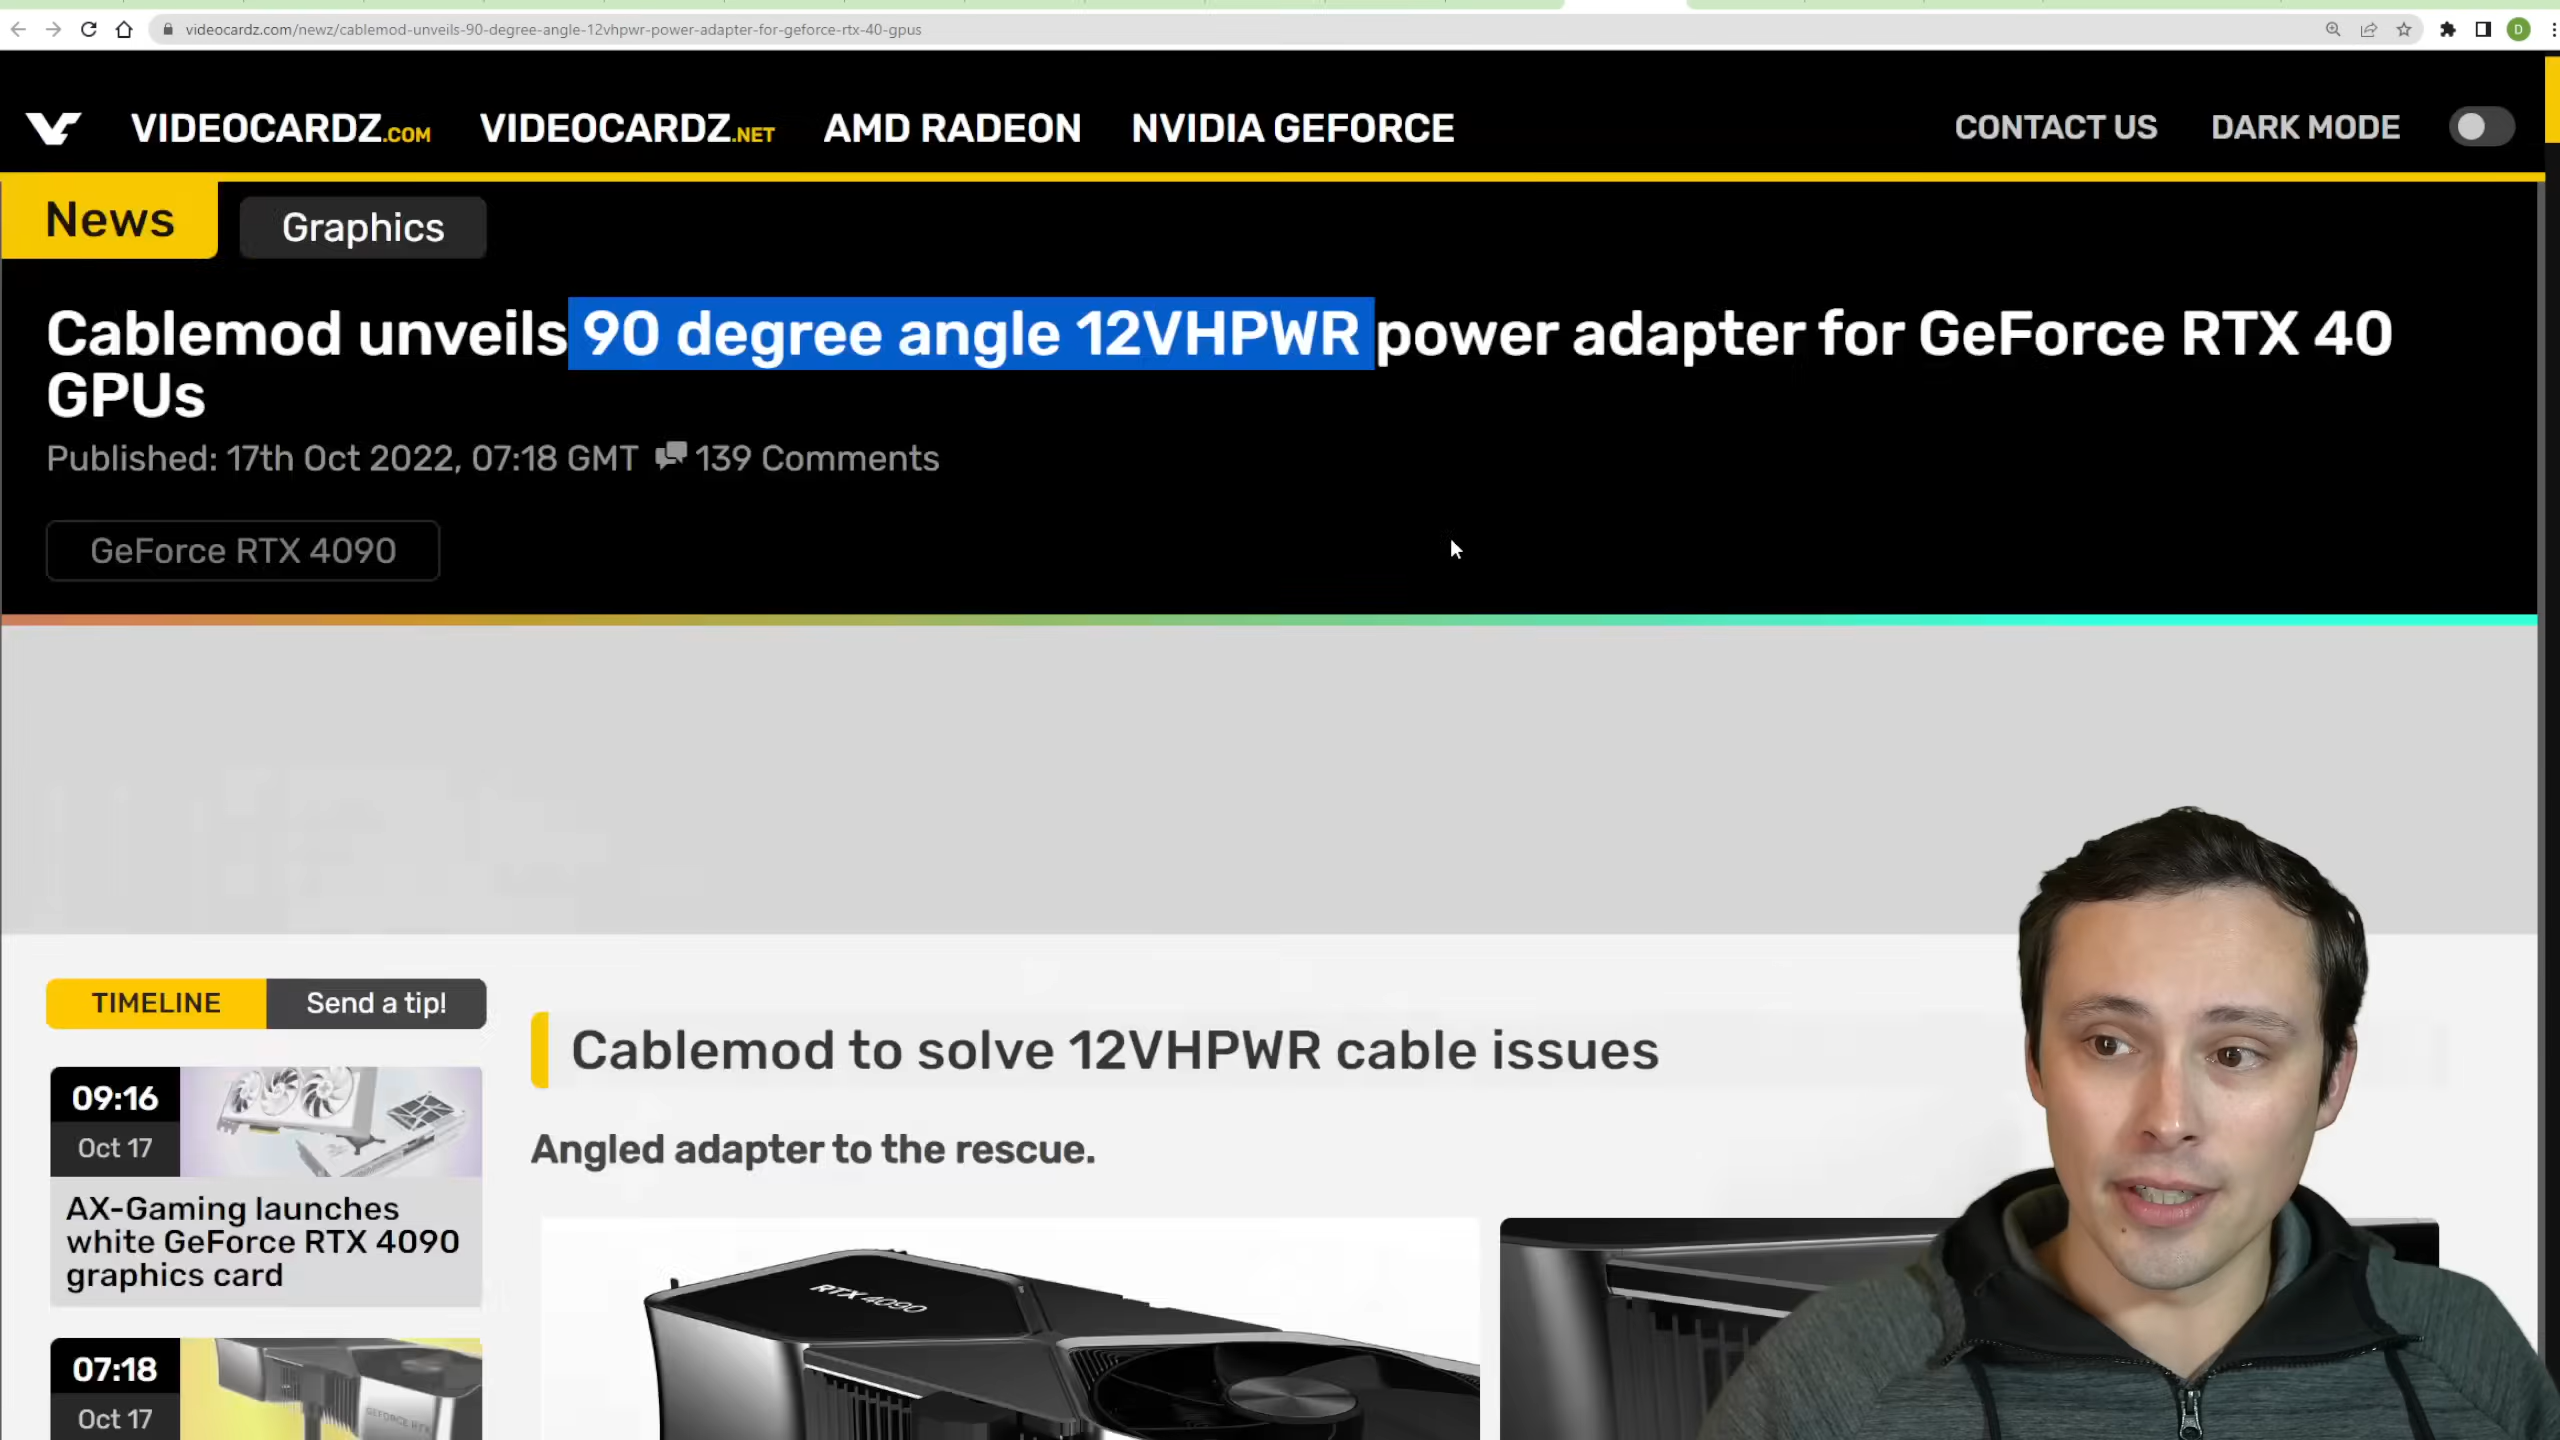 videocardz.com/newz/cablemod-unveils-90-degree-angle-12vhpwr-power-adapter-for-geforce-rtx-40-gpus
D
VIDEOCARDZ.COM VIDEOCARDZ.NET AMD RADEON NVIDIA GEFORCE CONTACT US DARK MODE
News Graphics
Cablemod unveils 90 degree angle 12VHPWR power adapter for GeForce RTX 40
GPUs
Published: 17th Oct 2022, 07:18 GMT 139 Comments
GeForce RTX 4090
TIMELINE Send a tip!
Cablemod to solve 12VHPWR cable issues
Angled adapter to the rescue.
09:16
Oct 17
AX-Gaming launches
white GeForce RTX 4090
graphics card
RTX 4090
07:18
Oct 17
GEFORCE RTX